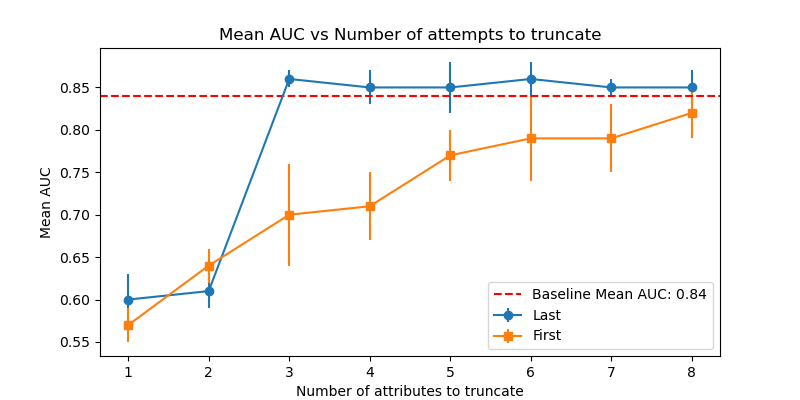 Mean AUC vs Number of attempts to truncate
Mean AUC
0.85
0.80
0.75
0.70
0.65
0.60
0.55
Baseline Mean AUC: 0.84
Last
First
1 2 3 4 5 6 7 8
Number of attributes to truncate